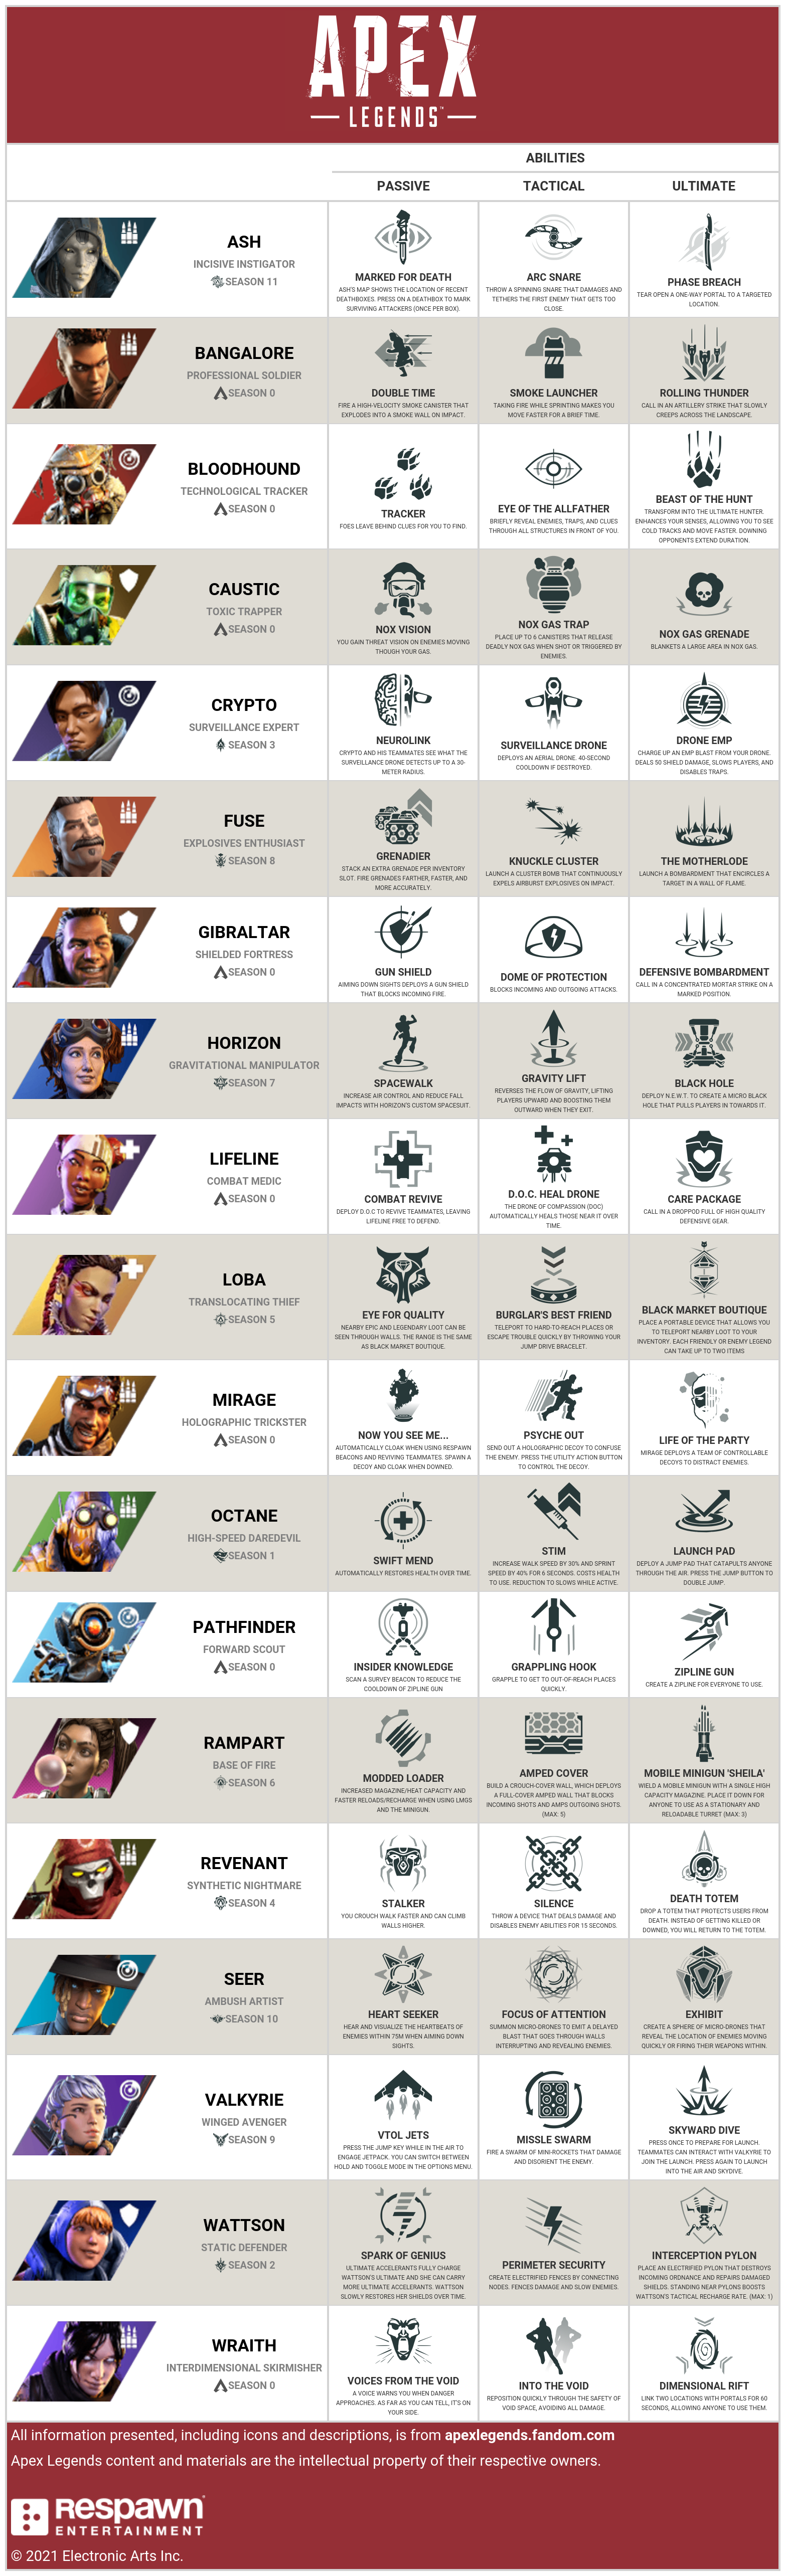 APEX
LEGENDS™
ABILITIES
PASSIVE
TACTICAL
ULTIMATE
ASH
INCISIVE INSTIGATOR
SEASON 11
MARKED FOR DEATH
ASH'S MAP SHOWS THE LOCATION OF RECENT
DEATHBOXES. PRESS ON A DEATHBOX TO MARK
SURVIVING ATTACKERS (ONCE PER BOX).
ARC SNARE
THROW A SPINNING SNARE THAT DAMAGES AND
TETHERS THE FIRST ENEMY THAT GETS TOO
CLOSE.
PHASE BREACH
TEAR OPEN A ONE-WAY PORTAL TO A TARGETED
LOCATION.
BANGALORE
PROFESSIONAL SOLDIER
SEASON 0
DOUBLE TIME
FIRE A HIGH-VELOCITY SMOKE CANISTER THAT
EXPLODES INTO A SMOKE WALL ON IMPACT.
SMOKE LAUNCHER
TAKING FIRE WHILE SPRINTING MAKES YOU
MOVE FASTER FOR A BRIEF TIME.
ROLLING THUNDER
CALL IN AN ARTILLERY STRIKE THAT SLOWLY
CREEPS ACROSS THE LANDSCAPE.
BLOODHOUND
TECHNOLOGICAL TRACKER
SEASON 0
TRACKER
FOES LEAVE BEHIND CLUES FOR YOU TO FIND.
EYE OF THE ALLFATHER
BRIEFLY REVEAL ENEMIES, TRAPS, AND CLUES
THROUGH ALL STRUCTURES IN FRONT OF YOU.
BEAST OF THE HUNT
TRANSFORM INTO THE ULTIMATE HUNTER.
ENHANCES YOUR SENSES, ALLOWING YOU TO SEE
COLD TRACKS AND MOVE FASTER. DOWNING
OPPONENTS EXTEND DURATION.
CAUSTIC
TOXIC TRAPPER
SEASON 0
NOX VISION
YOU GAIN THREAT VISION ON ENEMIES MOVING
THOUGH YOUR GAS.
NOX GAS TRAP
PLACE UP TO 6 CANISTERS THAT RELEASE
DEADLY NOX GAS WHEN SHOT OR TRIGGERED BY
ENEMIES.
NOX GAS GRENADE
BLANKETS A LARGE AREA IN NOX GAS.
CRYPTO
SURVEILLANCE EXPERT
SEASON 3
NEUROLINK
CRYPTO AND HIS TEAMMATES SEE WHAT THE
SURVEILLANCE DRONE DETECTS UP TO A 30-
METER RADIUS.
SURVEILLANCE DRONE
DEPLOYS AN AERIAL DRONE. 40-SECOND
COOLDOWN IF DESTROYED.
DRONE EMP
CHARGE UP AN EMP BLAST FROM YOUR DRONE.
DEALS 50 SHIELD DAMAGE, SLOWS PLAYERS, AND
DISABLES TRAPS.
FUSE
EXPLOSIVES ENTHUSIAST
SEASON 8
GRENADIER
STACK AN EXTRA GRENADE PER INVENTORY
SLOT. FIRE GRENADES FARTHER, FASTER, AND
MORE ACCURATELY.
KNUCKLE CLUSTER
LAUNCH A CLUSTER BOMB THAT CONTINUOUSLY
EXPELS AIRBURST EXPLOSIVES ON IMPACT.
THE MOTHERLODE
LAUNCH A BOMBARDMENT THAT ENCIRCLES A
TARGET IN A WALL OF FLAME.
GIBRALTAR
SHIELDED FORTRESS
SEASON 0
GUN SHIELD
AIMING DOWN SIGHTS DEPLOYS A GUN SHIELD
THAT BLOCKS INCOMING FIRE.
DOME OF PROTECTION
BLOCKS INCOMING AND OUTGOING ATTACKS.
DEFENSIVE BOMBARDMENT
CALL IN A CONCENTRATED MORTAR STRIKE ON A
MARKED POSITION.
HORIZON
GRAVITATIONAL MANIPULATOR
SEASON 7
SPACEWALK
INCREASE AIR CONTROL AND REDUCE FALL
IMPACTS WITH HORIZON'S CUSTOM SPACESUIT.
GRAVITY LIFT
REVERSES THE FLOW OF GRAVITY, LIFTING
PLAYERS UPWARD AND BOOSTING THEM
OUTWARD WHEN THEY EXIT.
BLACK HOLE
DEPLOY N.E.W.T. TO CREATE A MICRO BLACK
HOLE THAT PULLS PLAYERS IN TOWARDS IT.
LIFELINE
COMBAT MEDIC
SEASON 0
COMBAT REVIVE
DEPLOY D.O.C TO REVIVE TEAMMATES, LEAVING
LIFELINE FREE TO DEFEND.
D.O.C. HEAL DRONE
THE DRONE OF COMPASSION (DOC)
AUTOMATICALLY HEALS THOSE NEAR IT OVER
TIME.
CARE PACKAGE
CALL IN A DROPPOD FULL OF HIGH QUALITY
DEFENSIVE GEAR.
LOBA
TRANSLOCATING THIEF
SEASON 5
EYE FOR QUALITY
NEARBY EPIC AND LEGENDARY LOOT CAN BE
SEEN THROUGH WALLS. THE RANGE IS THE SAME
AS BLACK MARKET BOUTIQUE.
BURGLAR'S BEST FRIEND
TELEPORT TO HARD-TO-REACH PLACES OR
ESCAPE TROUBLE QUICKLY BY THROWING YOUR
JUMP DRIVE BRACELET.
BLACK MARKET BOUTIQUE
PLACE A PORTABLE DEVICE THAT ALLOWS YOU
TO TELEPORT NEARBY LOOT TO YOUR
INVENTORY. EACH FRIENDLY OR ENEMY LEGEND
CAN TAKE UP TO TWO ITEMS
MIRAGE
HOLOGRAPHIC TRICKSTER
SEASON 0
NOW YOU SEE ME...
AUTOMATICALLY CLOAK WHEN USING RESPAWN
BEACONS AND REVIVING TEAMMATES. SPAWN A
DECOY AND CLOAK WHEN DOWNED.
PSYCHE OUT
SEND OUT A HOLOGRAPHIC DECOY TO CONFUSE
THE ENEMY. PRESS THE UTILITY ACTION BUTTON
TO CONTROL THE DECOY.
LIFE OF THE PARTY
MIRAGE DEPLOYS A TEAM OF CONTROLLABLE
DECOYS TO DISTRACT ENEMIES.
OCTANE
HIGH-SPEED DAREDEVIL
SEASON 1
SWIFT MEND
AUTOMATICALLY RESTORES HEALTH OVER TIME.
STIM
INCREASE WALK SPEED BY 30% AND SPRINT
SPEED BY 40% FOR 6 SECONDS. COSTS HEALTH
TO USE. REDUCTION TO SLOWS WHILE ACTIVE.
LAUNCH PAD
DEPLOY A JUMP PAD THAT CATAPULTS ANYONE
THROUGH THE AIR. PRESS THE JUMP BUTTON TO
DOUBLE JUMP.
PATHFINDER
FORWARD SCOUT
SEASON 0
INSIDER KNOWLEDGE
SCAN A SURVEY BEACON TO REDUCE THE
COOLDOWN OF ZIPLINE GUN
GRAPPLING HOOK
GRAPPLE TO GET TO OUT-OF-REACH PLACES
QUICKLY.
ZIPLINE GUN
CREATE A ZIPLINE FOR EVERYONE TO USE.
RAMPART
BASE OF FIRE
SEASON 6
MODDED LOADER
INCREASED MAGAZINE/HEAT CAPACITY AND
FASTER RELOADS/RECHARGE WHEN USING LMGS
AND THE MINIGUN.
AMPED COVER
BUILD A CROUCH-COVER WALL, WHICH DEPLOYS
A FULL-COVER AMPED WALL THAT BLOCKS
INCOMING SHOTS AND AMPS OUTGOING SHOTS.
(MAX: 5)
MOBILE MINIGUN 'SHEILA'
WIELD A MOBILE MINIGUN WITH A SINGLE HIGH
CAPACITY MAGAZINE. PLACE IT DOWN FOR
ANYONE TO USE AS A STATIONARY AND
RELOADABLE TURRET (MAX: 3)
REVENANT
SYNTHETIC NIGHTMARE
SEASON 4
STALKER
YOU CROUCH WALK FASTER AND CAN CLIMB
WALLS HIGHER.
SILENCE
THROW A DEVICE THAT DEALS DAMAGE AND
DISABLES ENEMY ABILITIES FOR 15 SECONDS.
DEATH TOTEM
DROP A TOTEM THAT PROTECTS USERS FROM
DEATH. INSTEAD OF GETTING KILLED OR
DOWNED, YOU WILL RETURN TO THE TOTEM.
SEER
AMBUSH ARTIST
SEASON 10
HEART SEEKER
HEAR AND VISUALIZE THE HEARTBEATS OF
ENEMIES WITHIN 75M WHEN AIMING DOWN
SIGHTS.
FOCUS OF ATTENTION
SUMMON MICRO-DRONES TO EMIT A DELAYED
BLAST THAT GOES THROUGH WALLS
INTERRUPTING AND REVEALING ENEMIES.
EXHIBIT
CREATE A SPHERE OF MICRO-DRONES THAT
REVEAL THE LOCATION OF ENEMIES MOVING
QUICKLY OR FIRING THEIR WEAPONS WITHIN.
VALKYRIE
WINGED AVENGER
SEASON 9
VTOL JETS
PRESS THE JUMP KEY WHILE IN THE AIR TO
ENGAGE JETPACK. YOU CAN SWITCH BETWEEN
HOLD AND TOGGLE MODE IN THE OPTIONS MENU.
MISSLE SWARM
FIRE A SWARM OF MINI-ROCKETS THAT DAMAGE
AND DISORIENT THE ENEMY.
SKYWARD DIVE
PRESS ONCE TO PREPARE FOR LAUNCH.
TEAMMATES CAN INTERACT WITH VALKYRIE TO
JOIN THE LAUNCH. PRESS AGAIN TO LAUNCH
INTO THE AIR AND SKYDIVE.
WATTSON
STATIC DEFENDER
SEASON 2
SPARK OF GENIUS
ULTIMATE ACCELERANTS FULLY CHARGE
WATTSON'S ULTIMATE AND SHE CAN CARRY
MORE ULTIMATE ACCELERANTS. WATTSON
SLOWLY RESTORES HER SHIELDS OVER TIME.
PERIMETER SECURITY
CREATE ELECTRIFIED FENCES BY CONNECTING
NODES. FENCES DAMAGE AND SLOW ENEMIES.
INTERCEPTION PYLON
PLACE AN ELECTRIFIED PYLON THAT DESTROYS
INCOMING ORDNANCE AND REPAIRS DAMAGED
SHIELDS. STANDING NEAR PYLONS BOOSTS
WATTSON'S TACTICAL RECHARGE RATE. (MAX: 1)
WRAITH
INTERDIMENSIONAL SKIRMISHER
SEASON 0
VOICES FROM THE VOID
A VOICE WARNS YOU WHEN DANGER
APPROACHES. AS FAR AS YOU CAN TELL, IT'S ON
YOUR SIDE.
INTO THE VOID
REPOSITION QUICKLY THROUGH THE SAFETY OF
VOID SPACE, AVOIDING ALL DAMAGE.
DIMENSIONAL RIFT
LINK TWO LOCATIONS WITH PORTALS FOR 60
SECONDS, ALLOWING ANYONE TO USE THEM.
All information presented, including icons and descriptions, is from apexlegends.fandom.com
Apex Legends content and materials are the intellectual property of their respective owners.
RESPAWN
ENTERTAINMENT
© 2021 Electronic Arts Inc.